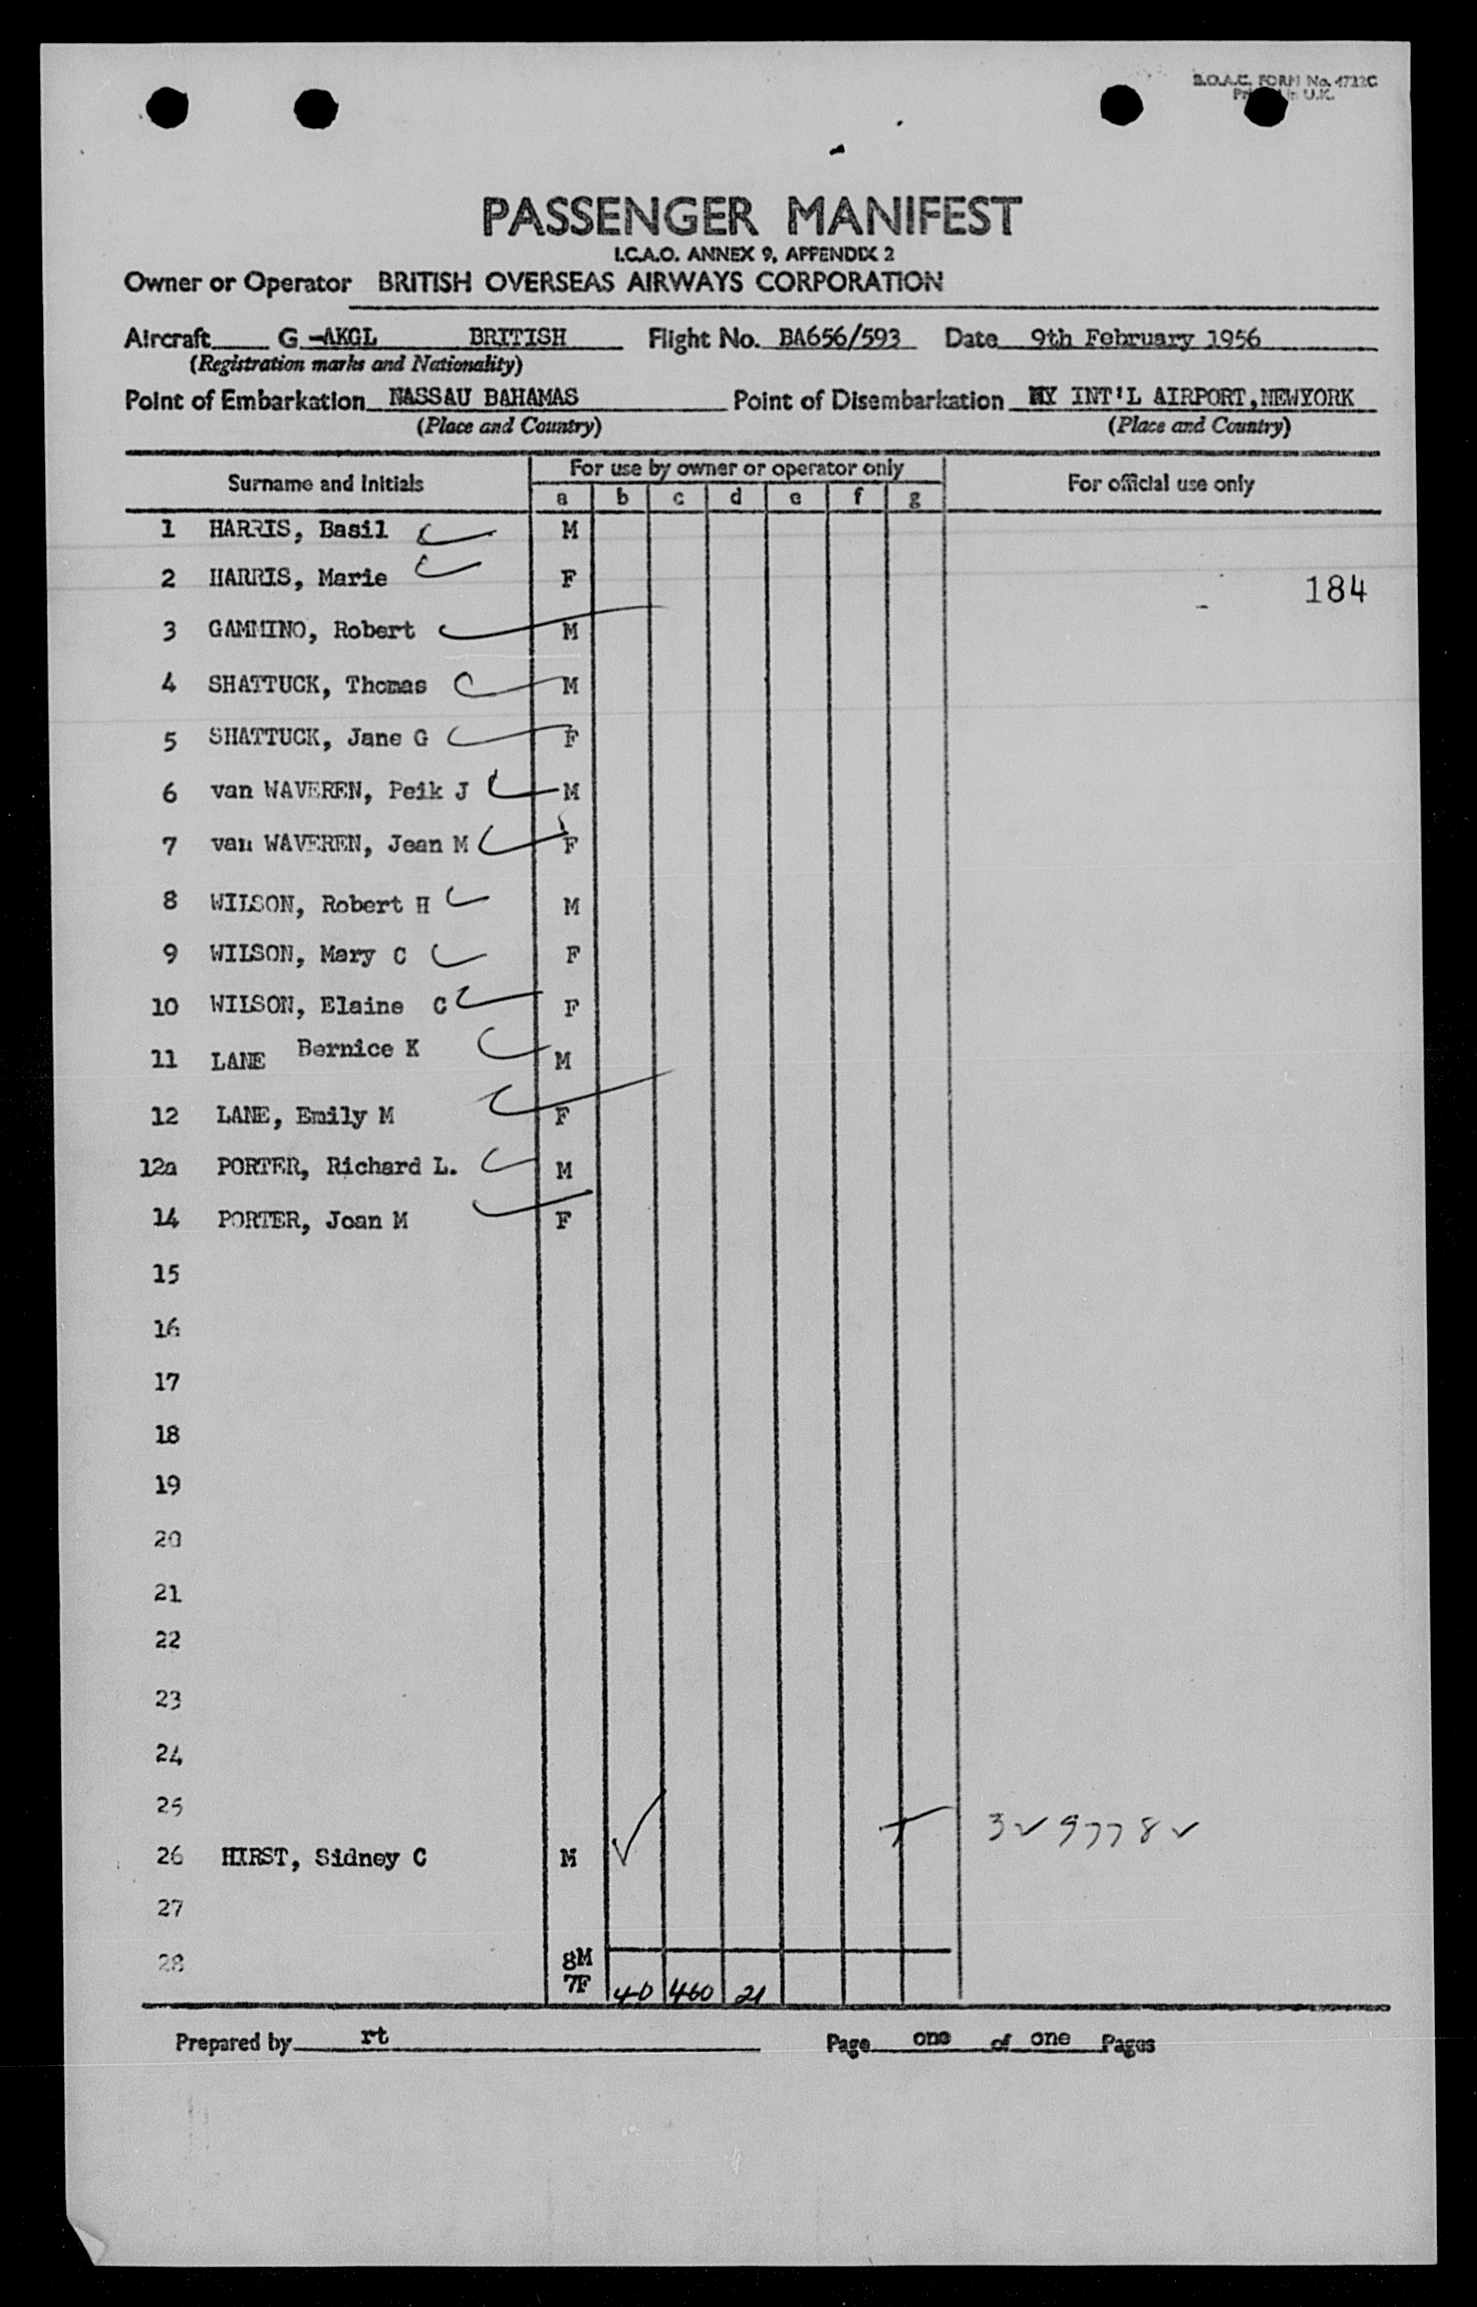 B.O.A.C. FORM No. 4722C
Printed in U.K.
PASSENGER MANIFEST
I.C.A.O. ANNEX 9, APPENDIX 2
Owner or Operator BRITISH OVERSEAS AIRWAYS CORPORATION
Aircraft G -AKGL BRITISH Flight No. BA656/593 Date 9th February 1956
(Registration marks and Nationality)
Point of Embarkation NASSAU BAHAMAS Point of Disembarkation NY INT'L AIRPORT, NEWYORK
(Place and Country) (Place and Country)
Surname and Initials For use by owner or operator only For official use only
a b c d e f g
1 HARRIS, Basil M
2 HARRIS, Marie F
184
3 GAMMINO, Robert M
4 SHATTUCK, Thomas M
5 SHATTUCK, Jane G F
6 van WAVEREN, Peik J M
7 van WAVEREN, Jean M F
8 WILSON, Robert H M
9 WILSON, Mary C F
10 WILSON, Elaine C F
11 LANE Bernice K M
12 LANE, Emily M F
12a PORTER, Richard L. M
14 PORTER, Joan M F
15
16
17
18
19
20
21
22
23
24
25
26 HIRST, Sidney C M ✓ 3✓ 9778✓
27
28 8M
7F 40 460 21
Prepared by rt Page one of one Pages